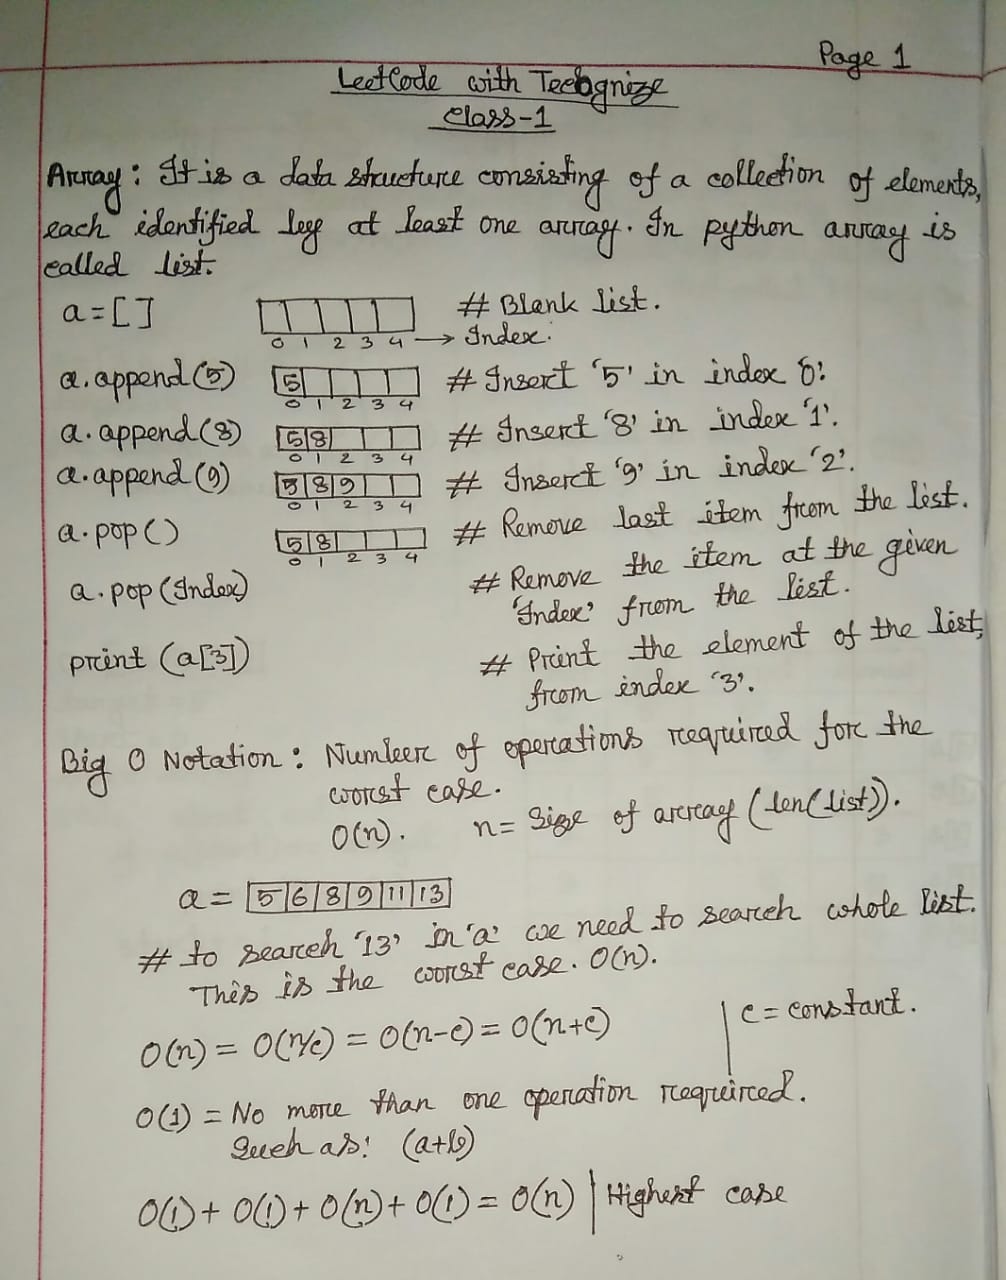 Page 1
LeetCode with Techgnize
Class-1
Array: It is a data structure consisting of a collection of elements,
each identified by at least one array. In python array is
called list.
a = [ ] # Blank list.
0 1 2 3 4 → Index.
a.append(5) 5 # Insert '5' in index 0.
0 1 2 3 4
a.append(8) 5 8 # Insert '8' in index '1'.
0 1 2 3 4
a.append(9) 5 8 9 # Insert '9' in index '2'.
0 1 2 3 4
a.pop() 5 8 # Remove last item from the list.
0 1 2 3 4
a.pop(Index) # Remove the item at the given
'Index' from the list.
print (a[3]) # Print the element of the list,
from index '3'.
Big O Notation: Number of operations required for the
worst case.
O(n). n = Size of array (len(list)).
a = 5 6 8 9 11 13
# to search '13' in 'a' we need to search whole list.
This is the worst case. O(n).
O(n) = O(n/c) = O(n-c) = O(n+c) | c = constant.
O(1) = No more than one operation required.
Such as: (a+b)
O(1) + O(1) + O(n) + O(1) = O(n) | Highest case